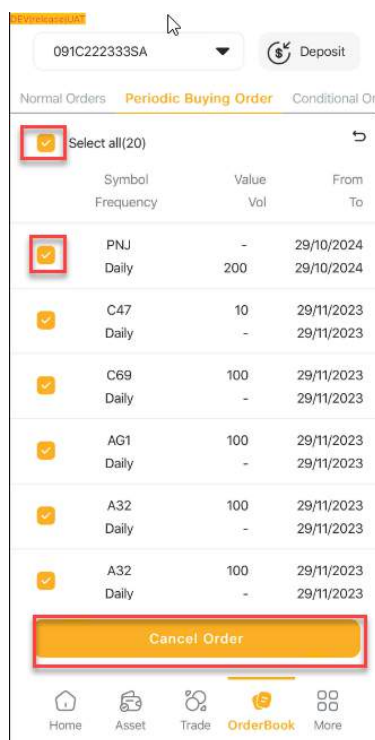 DEV(release)UAT
091C222333SA Deposit
Normal Orders Periodic Buying Order Conditional Or
Select all(20)
Symbol Value From
Frequency Vol To
PNJ - 29/10/2024
Daily 200 29/10/2024
C47 10 29/11/2023
Daily - 29/11/2023
C69 100 29/11/2023
Daily - 29/11/2023
AG1 100 29/11/2023
Daily - 29/11/2023
A32 100 29/11/2023
Daily - 29/11/2023
A32 100 29/11/2023
Daily - 29/11/2023
Cancel Order
Home Asset Trade OrderBook More